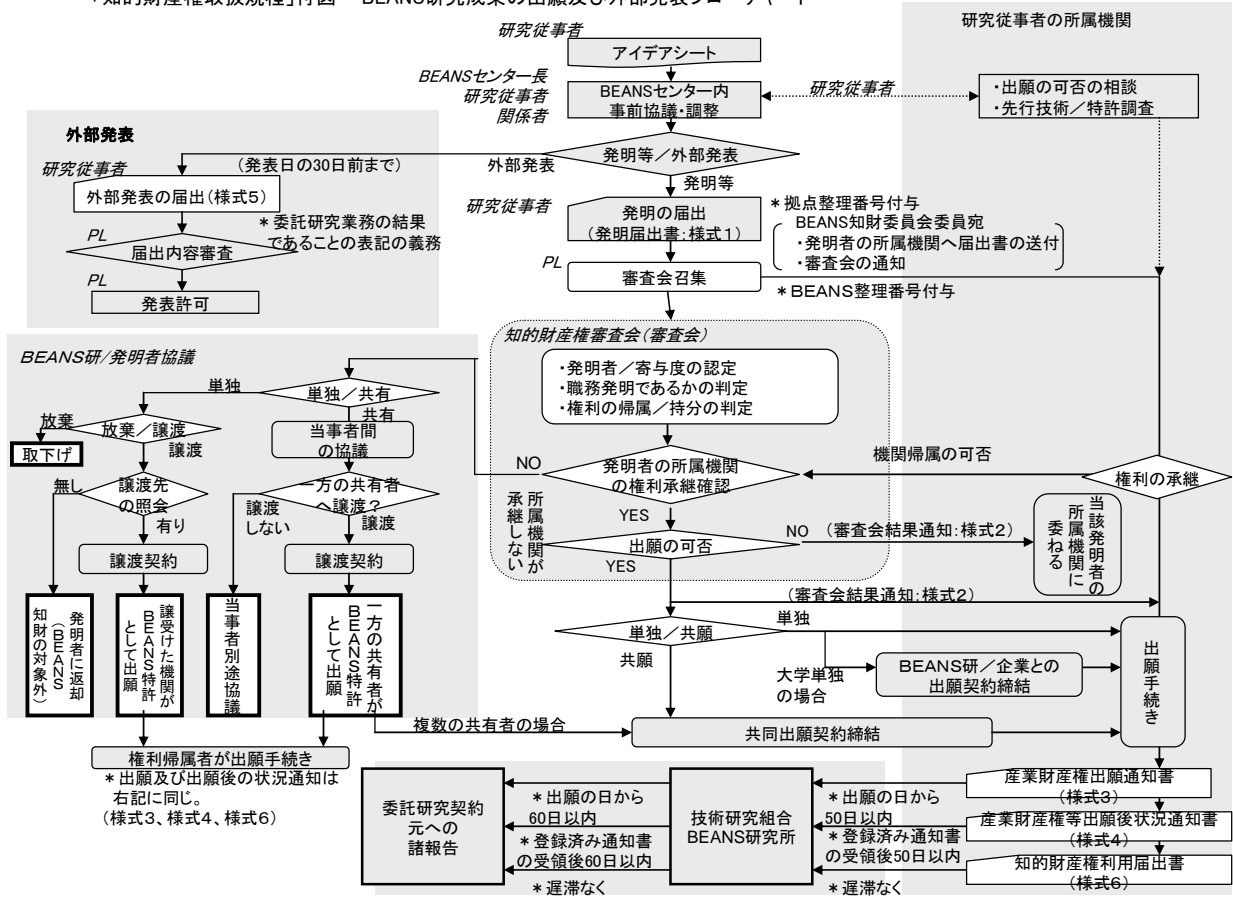 「知的財産権取扱規程」付図 BEANS研究成果の出願及び外部発表フローチャート
研究従事者の所属機関
研究従事者
アイデアシート
BEANSセンター長
研究従事者
関係者
BEANSセンター内
事前協議・調整
研究従事者
・出願の可否の相談
・先行技術／特許調査
発明等／外部発表
外部発表
発明等
外部発表
(発表日の30日前まで)
研究従事者
外部発表の届出(様式5)
＊委託研究業務の結果
であることの表記の義務
PL
届出内容審査
PL
発表許可
研究従事者
発明の届出
(発明届出書:様式1)
＊拠点整理番号付与
BEANS知財委員会委員宛
・発明者の所属機関へ届出書の送付
・審査会の通知
PL
審査会召集
＊BEANS整理番号付与
知的財産権審査会(審査会)
・発明者／寄与度の認定
・職務発明であるかの判定
・権利の帰属／持分の判定
発明者の所属機関
の権利承継確認
NO
YES
機関帰属の可否
権利の承継
所属機関が
承継しない
出願の可否
YES
NO
(審査会結果通知:様式2)
当該発明者の
所属機関に
委ねる
(審査会結果通知:様式2)
単独／共願
単独
共願
大学単独
の場合
BEANS研／企業との
出願契約締結
出願手続き
共同出願契約締結
BEANS研/発明者協議
単独／共有
単独
共有
放棄／譲渡
放棄
譲渡
取下げ
当事者間
の協議
譲渡先
の照会
無し
有り
一方の共有者
へ譲渡？
譲渡
しない
譲渡
譲渡契約
譲渡契約
発明者に返却
(BEANS
知財の対象外)
譲受けた機関が
BEANS特許
として出願
当事者別途協議
一方の共有者が
BEANS特許
として出願
複数の共有者の場合
権利帰属者が出願手続き
＊出願及び出願後の状況通知は
右記に同じ。
(様式3、様式4、様式6)
委託研究契約
元への
諸報告
＊出願の日から
60日以内
＊登録済み通知書
の受領後60日以内
＊遅滞なく
技術研究組合
BEANS研究所
＊出願の日から
50日以内
＊登録済み通知書
の受領後50日以内
＊遅滞なく
産業財産権出願通知書
(様式3)
産業財産権等出願後状況通知書
(様式4)
知的財産権利用届出書
(様式6)